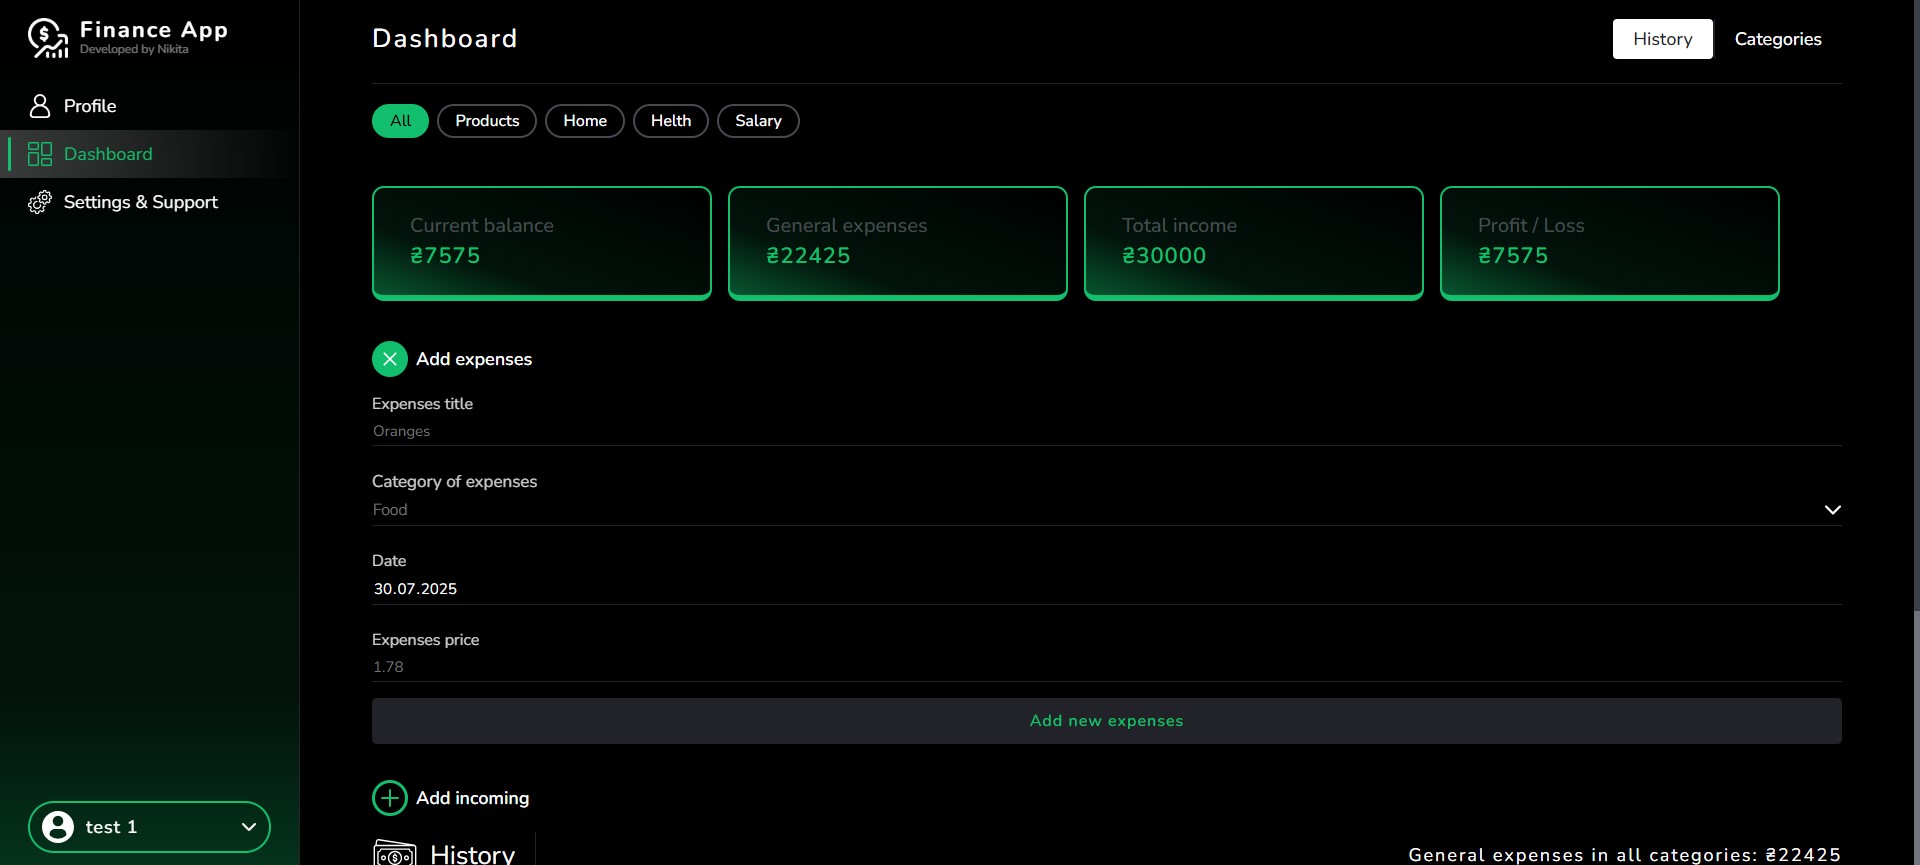 Finance App
Developed by Nikita
Profile
Dashboard
Settings & Support
test 1
Dashboard
History
Categories
All
Products
Home
Helth
Salary
Current balance
₴7575
General expenses
₴22425
Total income
₴30000
Profit / Loss
₴7575
Add expenses
Expenses title
Oranges
Category of expenses
Food
Date
30.07.2025
Expenses price
1.78
Add new expenses
Add incoming
History
General expenses in all categories: ₴22425